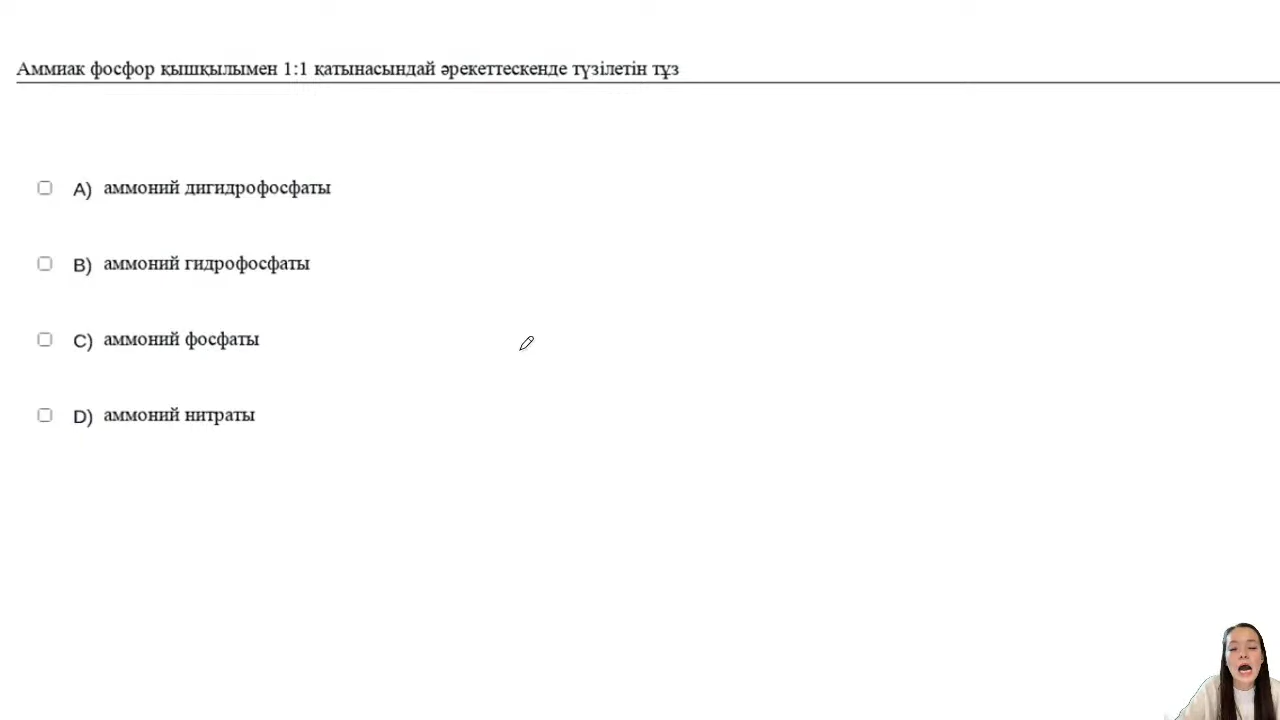 Аммиак фосфор қышқылымен 1:1 қатынасындай әрекеттескенде түзілетін тұз
A) аммоний дигидрофосфаты
B) аммоний гидрофосфаты
C) аммоний фосфаты
D) аммоний нитраты